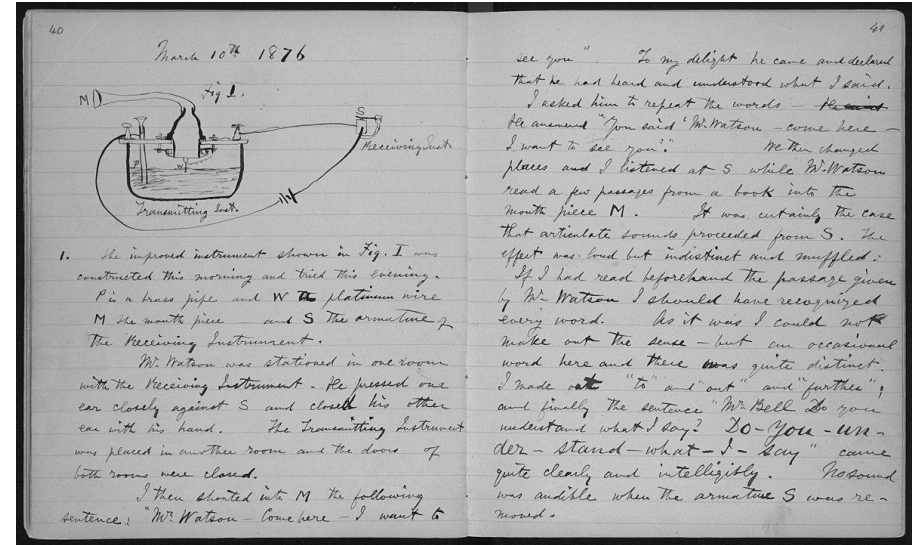 40
March 10th 1876
Fig 1.
M
S
Receiving Inst.
P
W
Transmitting Inst.
1. The improved instrument shown in Fig. I was
constructed this morning and tried this evening.
P is a brass pipe and W the platinum wire
M the mouth piece and S the armature of
the Receiving Instrument.
Mr. Watson was stationed in one room
with the Receiving Instrument. He pressed one
ear closely against S and closed his other
ear with his hand. The Transmitting Instrument
was placed in another room and the doors of
both rooms were closed.
I then shouted into M the following
sentence: "Mr. Watson – Come here – I want to
40
see you". To my delight he came and declared
that he had heard and understood what I said.
I asked him to repeat the words – He said
He answered "You said 'Mr. Watson – come here –
I want to see you'." We then changed
places and I listened at S while Mr. Watson
read a few passages from a book into the
mouth piece M. It was certainly the case
that articulate sounds proceeded from S. The
effect was loud but indistinct and muffled.
If I had read beforehand the passage given
by Mr. Watson I should have recognized
every word. As it was I could not
make out the sense – but an occasional
word here and there was quite distinct.
I made out "to" and "out" and "further";
and finally the sentence "Mr. Bell Do you
understand what I say? Do – you – un –
der – stand – what – I – say" came
quite clearly and intelligibly. No sound
was audible when the armature S was re–
moved.